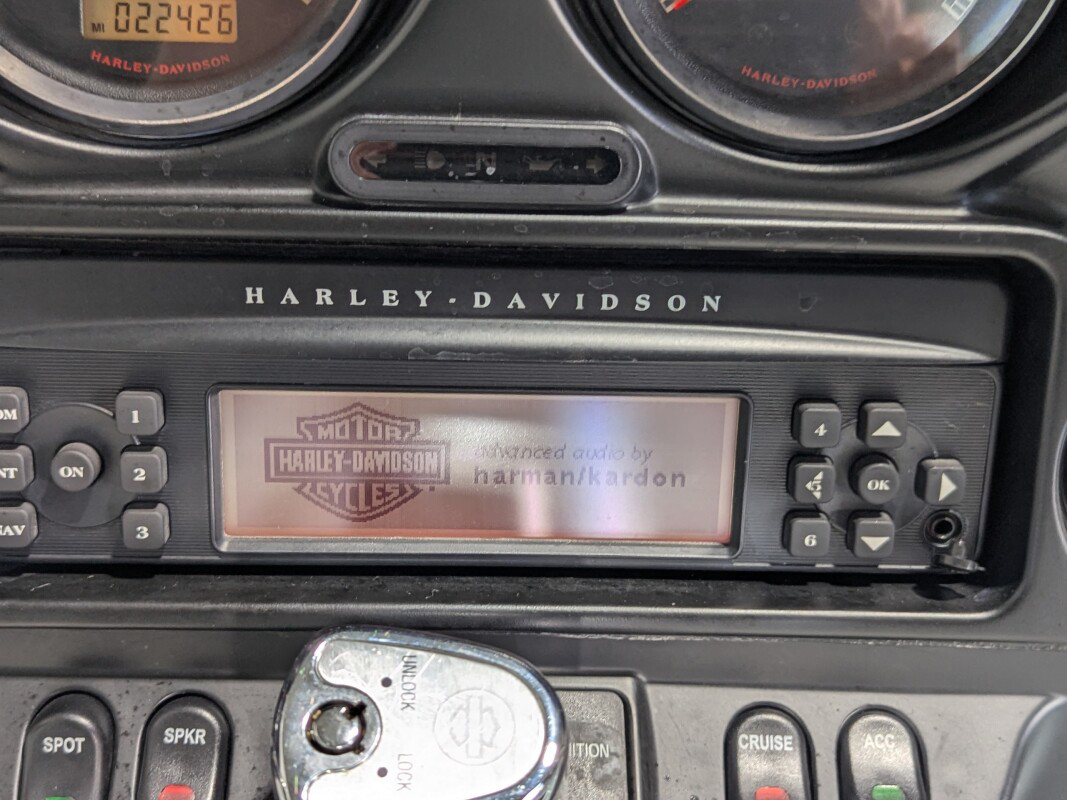 MI 022426
HARLEY-DAVIDSON
HARLEY-DAVIDSON
HARLEY-DAVIDSON
1
ON
2
NAV
3
MOTOR
HARLEY-DAVIDSON
CYCLES
advanced audio by
harman/kardon
4
5
OK
6
SPOT
SPKR
UNLOCK
LOCK
CRUISE
ACC